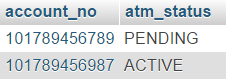 account_no atm_status
101789456789 PENDING
101789456987 ACTIVE